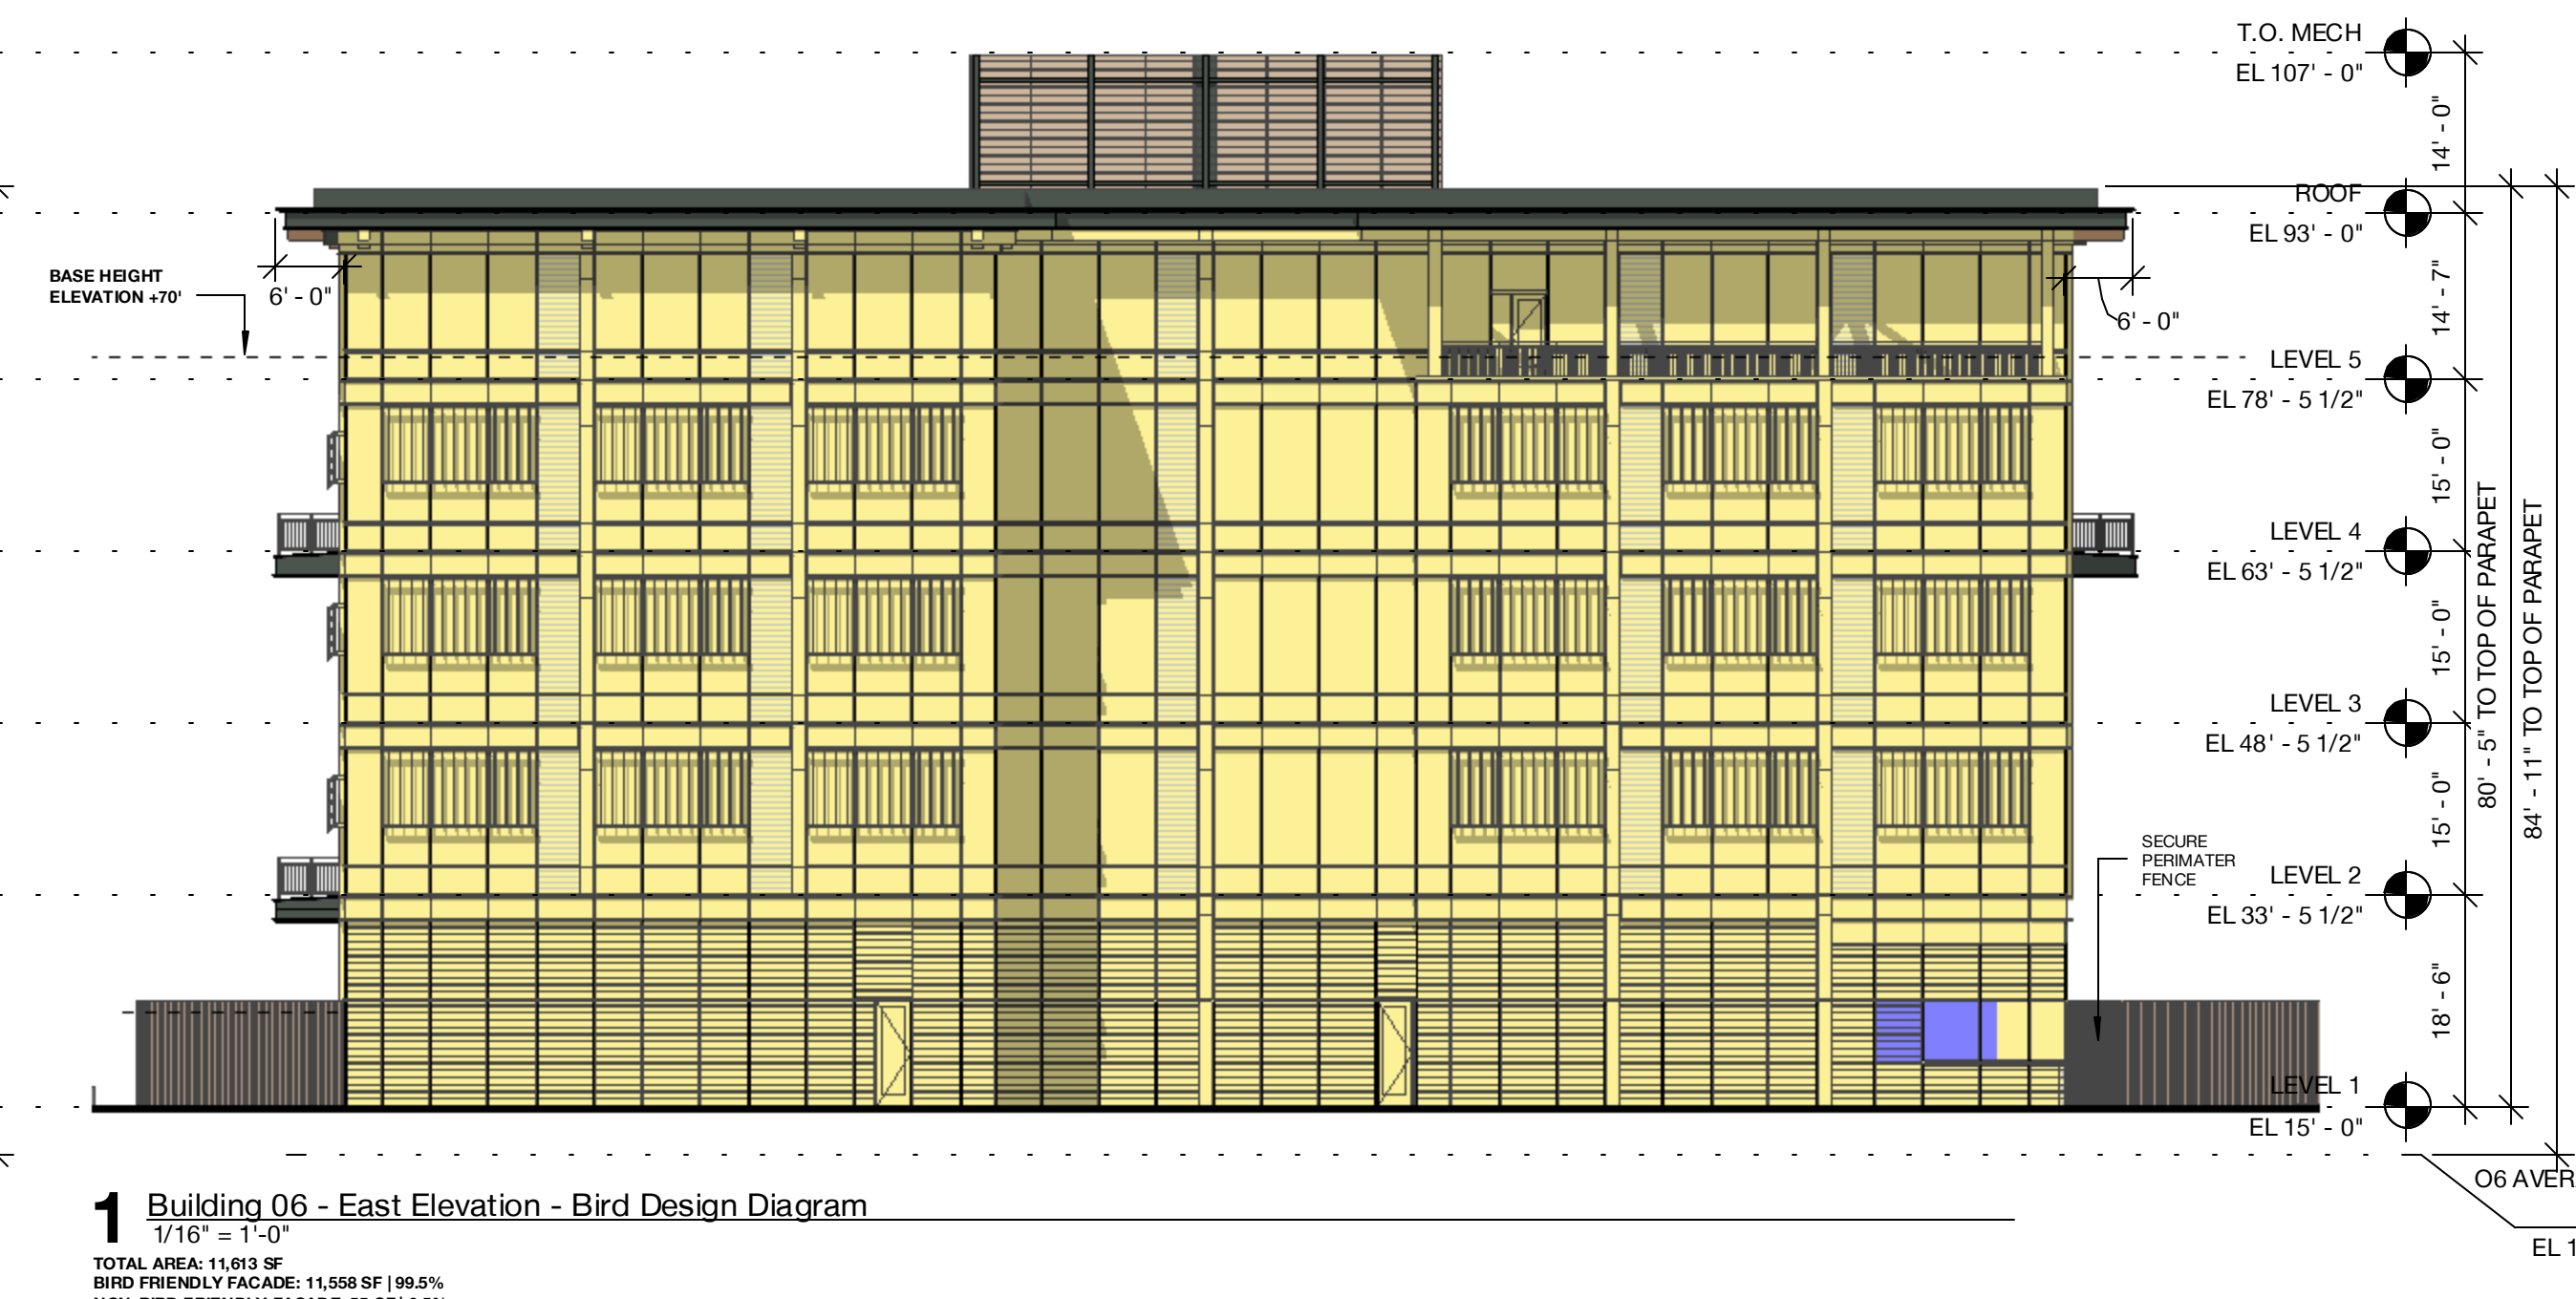 T.O. MECH
EL 107' - 0"
14' - 0"
ROOF
EL 93' - 0"
BASE HEIGHT
ELEVATION +70'
6' - 0"
6' - 0"
14' - 7"
LEVEL 5
EL 78' - 5 1/2"
15' - 0"
LEVEL 4
EL 63' - 5 1/2"
15' - 0"
80' - 5" TO TOP OF PARAPET
84' - 11" TO TOP OF PARAPET
LEVEL 3
EL 48' - 5 1/2"
15' - 0"
SECURE
PERIMATER
FENCE
LEVEL 2
EL 33' - 5 1/2"
18' - 6"
LEVEL 1
EL 15' - 0"
O6 AVER
EL 1
1 Building 06 - East Elevation - Bird Design Diagram
1/16" = 1'-0"
TOTAL AREA: 11,613 SF
BIRD FRIENDLY FACADE: 11,558 SF | 99.5%